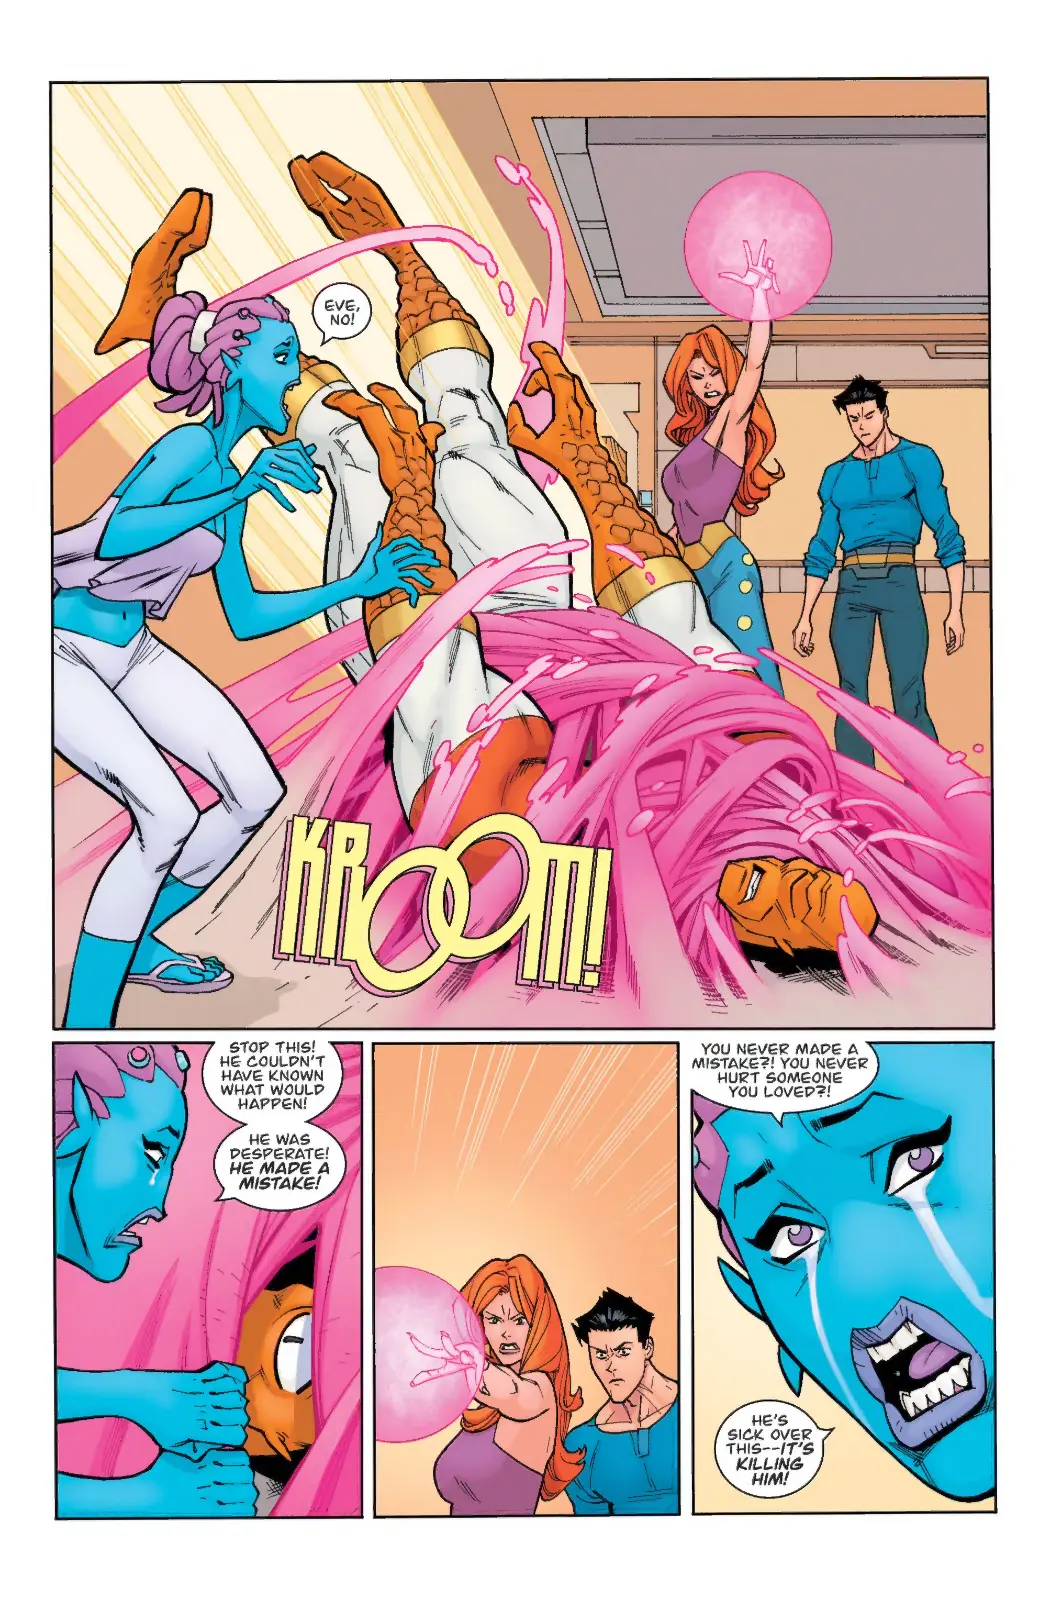 EVE,
NO!
KROOM!
STOP THIS!
HE COULDN'T
HAVE KNOWN
WHAT WOULD
HAPPEN!
HE WAS
DESPERATE!
HE MADE A
MISTAKE!
YOU NEVER MADE A
MISTAKE?! YOU NEVER
HURT SOMEONE
YOU LOVED?!
HE'S
SICK OVER
THIS--IT'S
KILLING
HIM!